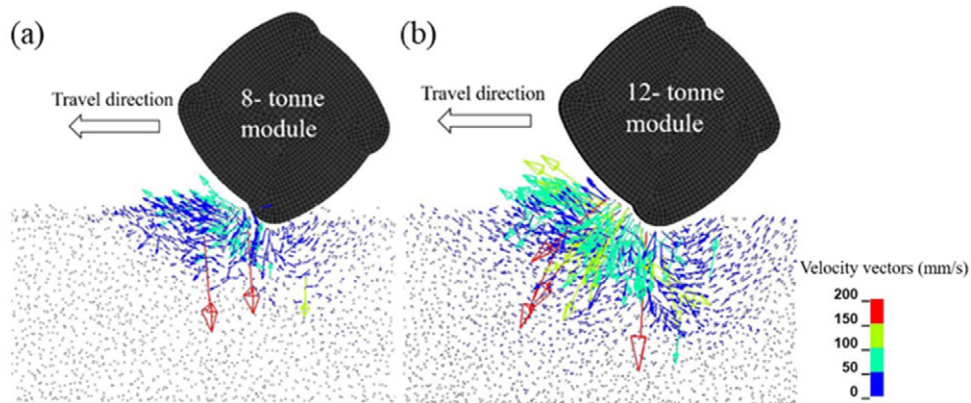 (a)
Travel direction
8- tonne
module
(b)
Travel direction
12- tonne
module
Velocity vectors (mm/s)
200
150
100
50
0